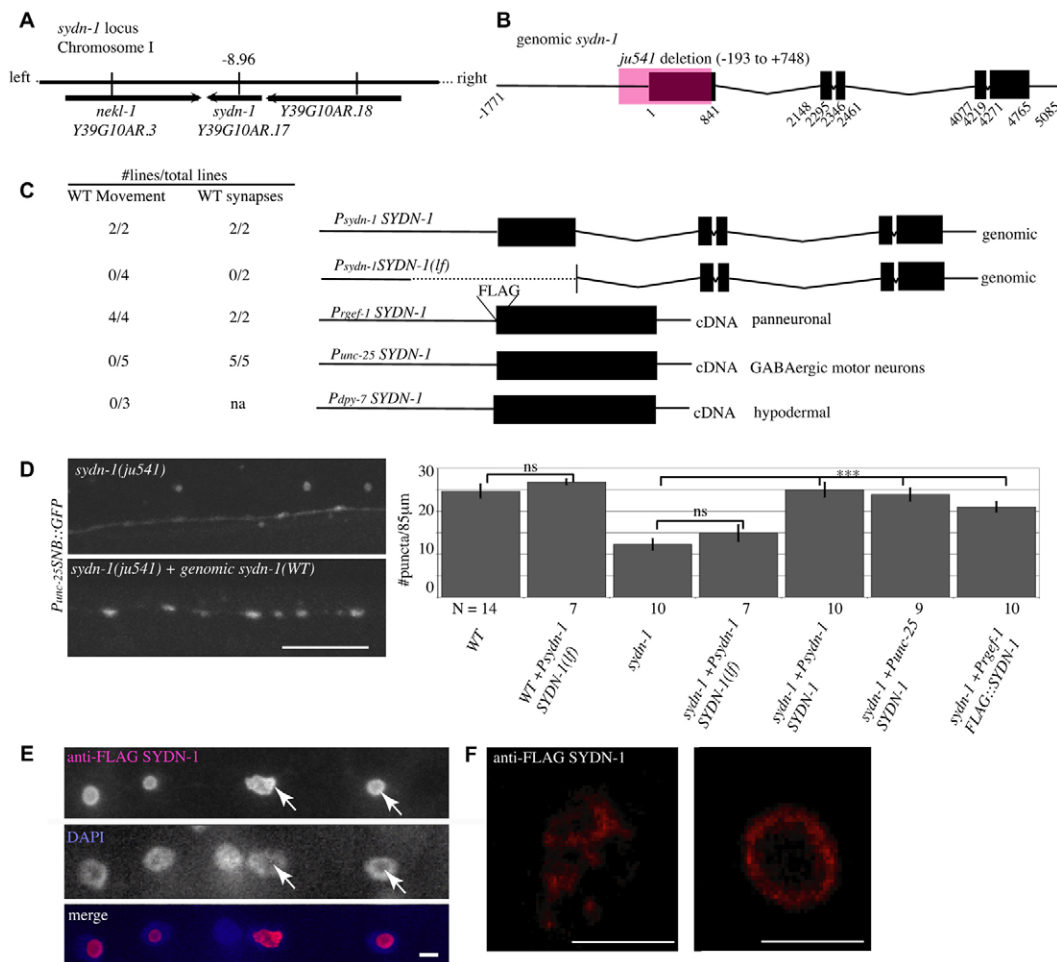 A
sydn-1 locus
Chromosome I
-8.96
left
right
nekl-1
Y39G10AR.3
sydn-1
Y39G10AR.17
Y39G10AR.18
B
genomic sydn-1
ju541 deletion (-193 to +748)
-1771
1
841
2148
2295
2346
2461
4077
4219
4271
4765
5085
C
#lines/total lines
WT Movement WT synapses
2/2 2/2 Psydn-1 SYDN-1 genomic
0/4 0/2 Psydn-1SYDN-1(lf) genomic
FLAG
4/4 2/2 Prgef-1 SYDN-1 cDNA panneuronal
0/5 5/5 Punc-25 SYDN-1 cDNA GABAergic motor neurons
0/3 na Pdpy-7 SYDN-1 cDNA hypodermal
D
Punc-25SNB::GFP
sydn-1(ju541)
sydn-1(ju541) + genomic sydn-1(WT)
#puncta/85µm
30
20
10
0
ns
ns
***
N = 14 7 10 7 10 9 10
WT
WT +Psydn-1
SYDN-1(lf)
sydn-1
sydn-1 +Psydn-1
SYDN-1(lf)
sydn-1 +Psydn-1
SYDN-1
sydn-1 +Punc-25
SYDN-1
sydn-1 +Prgef-1
FLAG::SYDN-1
E
anti-FLAG SYDN-1
DAPI
merge
F
anti-FLAG SYDN-1